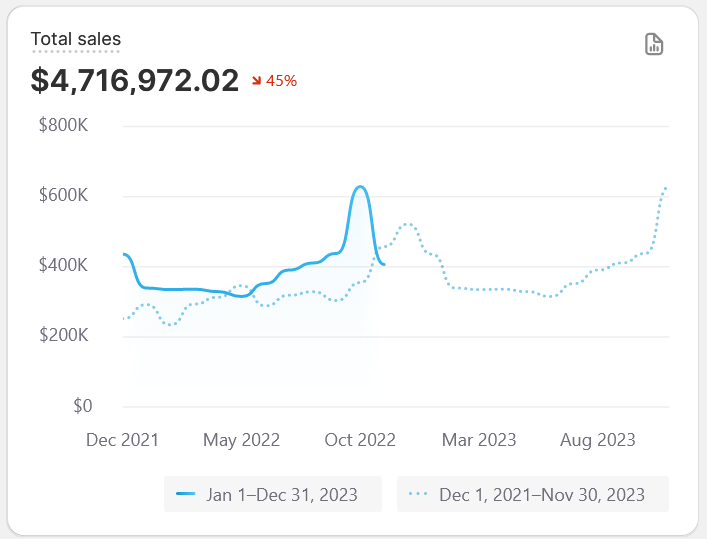 Total sales
$4,716,972.02 45%
$800K
$600K
$400K
$200K
$0
Dec 2021 May 2022 Oct 2022 Mar 2023 Aug 2023
Jan 1–Dec 31, 2023 Dec 1, 2021–Nov 30, 2023